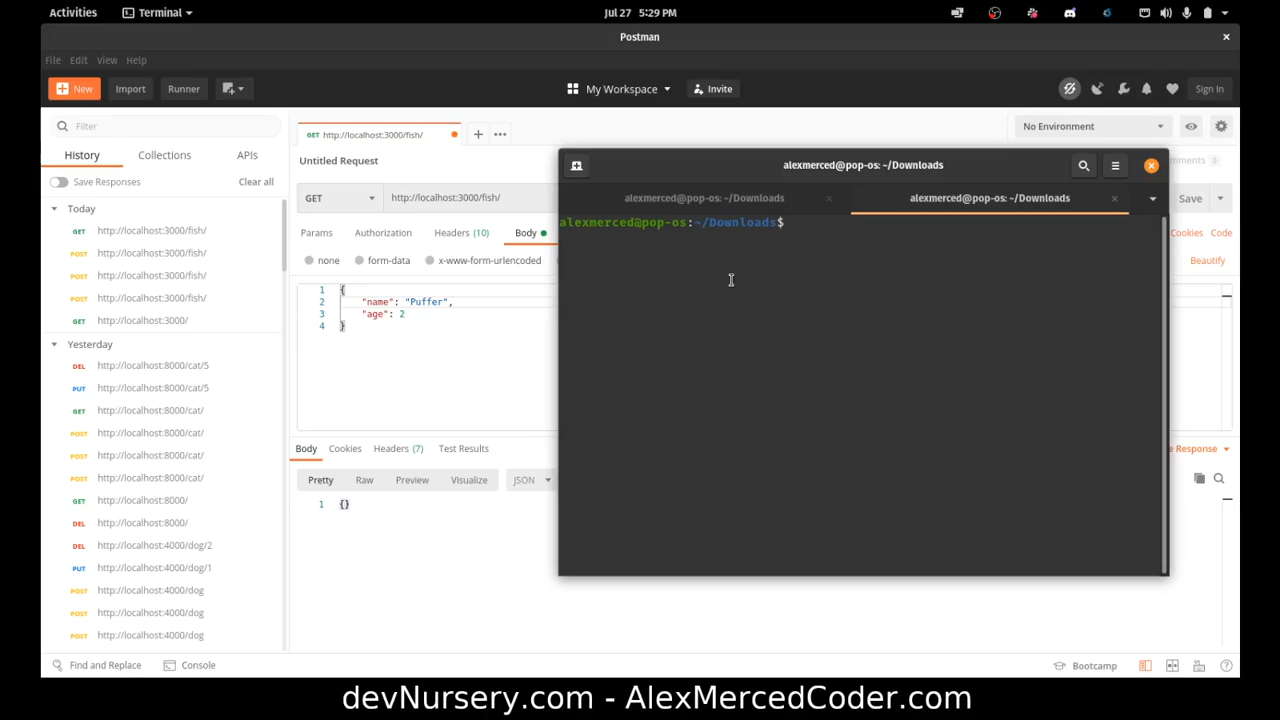 Activities Terminal Jul 27 5:29 PM
Postman
File Edit View Help
New Import Runner My Workspace Invite Sign In
Filter
History Collections APIs
Save Responses Clear all
Today
GET http://localhost:3000/fish/
POST http://localhost:3000/fish/
POST http://localhost:3000/fish/
POST http://localhost:3000/fish/
GET http://localhost:3000/
Yesterday
DEL http://localhost:8000/cat/5
PUT http://localhost:8000/cat/5
GET http://localhost:8000/cat/
POST http://localhost:8000/cat/
POST http://localhost:8000/cat/
POST http://localhost:8000/cat/
GET http://localhost:8000/
DEL http://localhost:8000/
DEL http://localhost:4000/dog/2
PUT http://localhost:4000/dog/1
POST http://localhost:4000/dog
POST http://localhost:4000/dog
POST http://localhost:4000/dog
GET http://localhost:3000/fish/ No Environment
Untitled Request
GET http://localhost:3000/fish/ Save
Params Authorization Headers (10) Body Cookies Code
none form-data x-www-form-urlencoded Beautify
1 {
2 "name": "Puffer",
3 "age": 2
4 }
Body Cookies Headers (7) Test Results Response
Pretty Raw Preview Visualize JSON
1 {}
alexmerced@pop-os: ~/Downloads
alexmerced@pop-os: ~/Downloads alexmerced@pop-os: ~/Downloads
alexmerced@pop-os:~/Downloads$
Find and Replace Console Bootcamp
devNursery.com - AlexMercedCoder.com